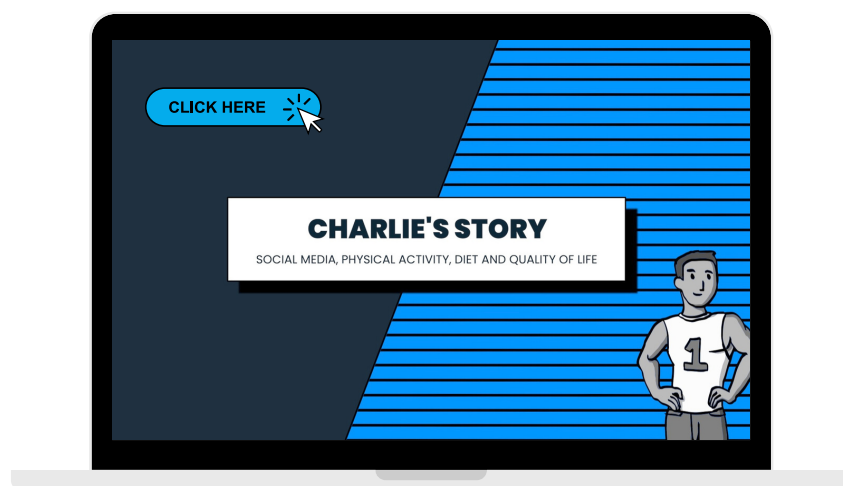 CLICK HERE
CHARLIE'S STORY
SOCIAL MEDIA, PHYSICAL ACTIVITY, DIET AND QUALITY OF LIFE
1